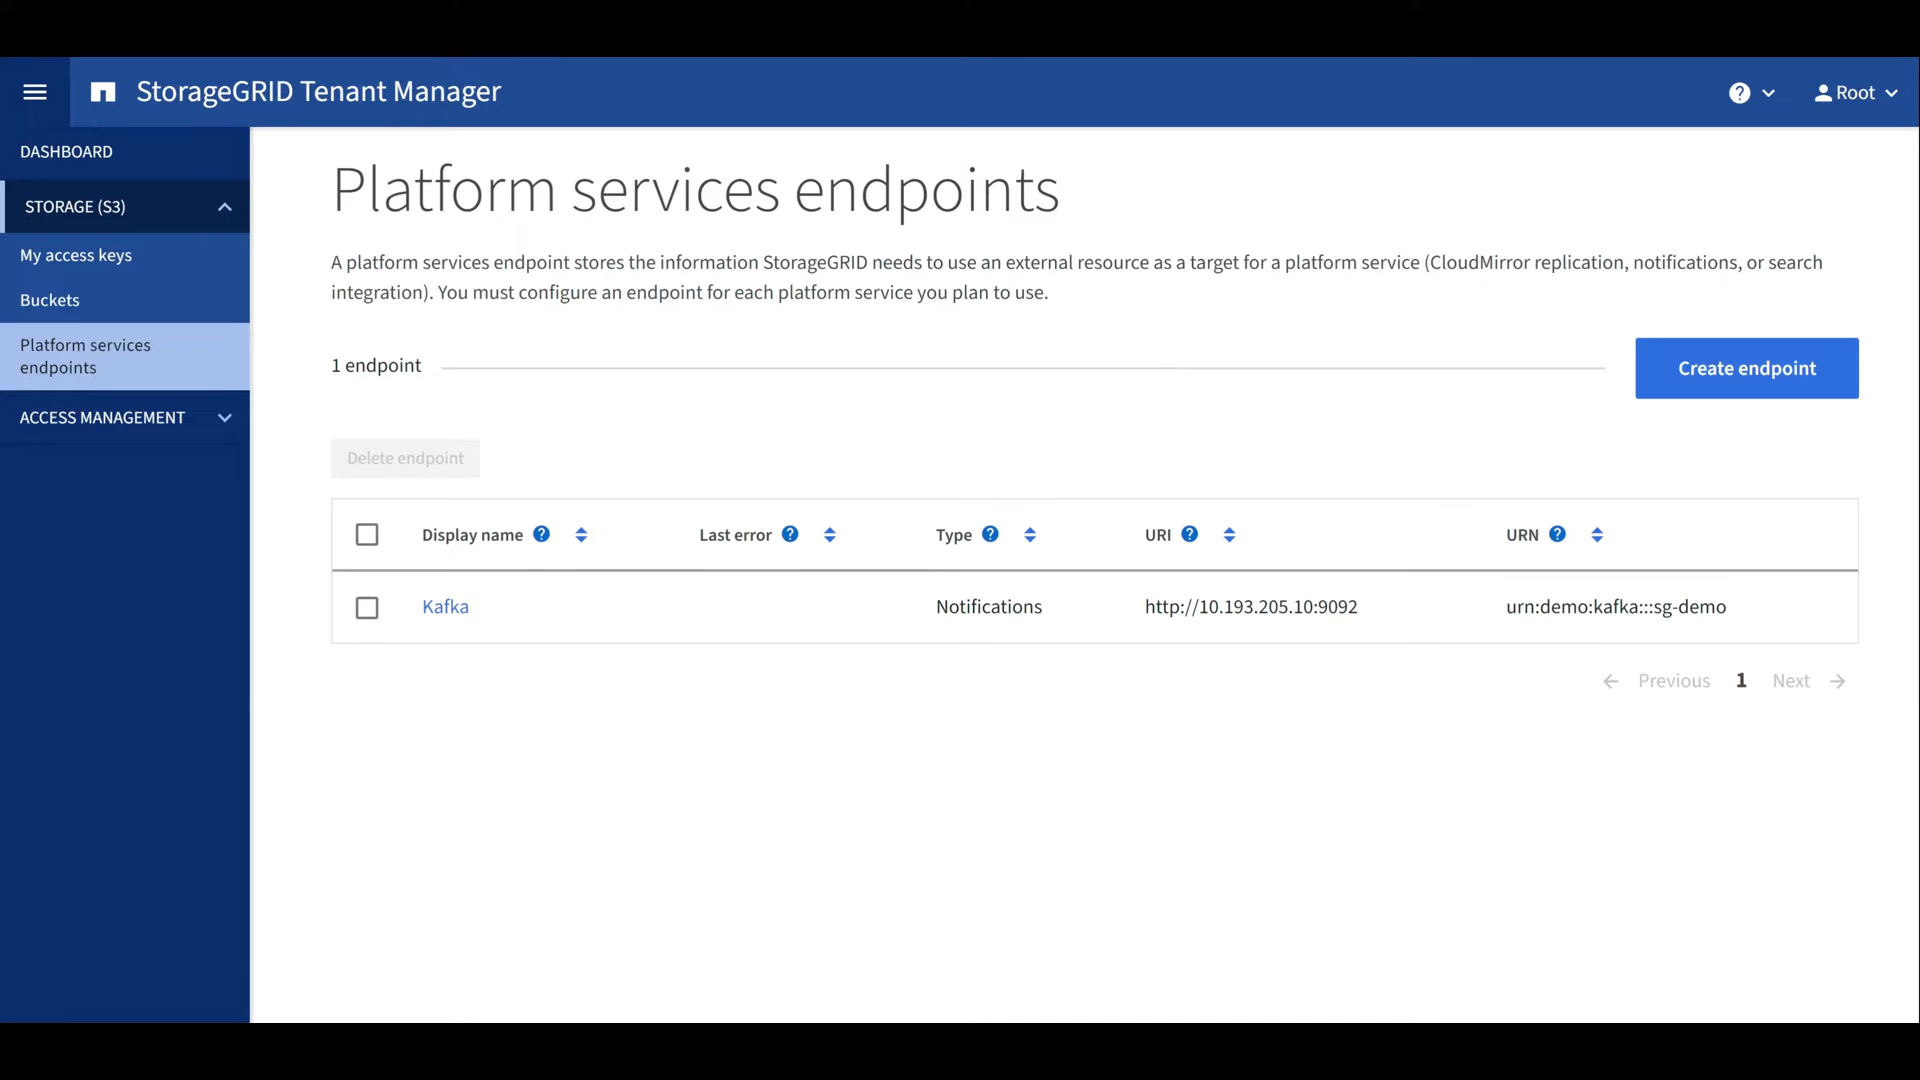 StorageGRID Tenant Manager
Root
DASHBOARD
STORAGE (S3)
My access keys
Buckets
Platform services
endpoints
ACCESS MANAGEMENT
Platform services endpoints
A platform services endpoint stores the information StorageGRID needs to use an external resource as a target for a platform service (CloudMirror replication, notifications, or search
integration). You must configure an endpoint for each platform service you plan to use.
1 endpoint
Create endpoint
Delete endpoint
Display name ? Last error ? Type ? URI ? URN ?
Kafka Notifications http://10.193.205.10:9092 urn:demo:kafka:::sg-demo
← Previous 1 Next →